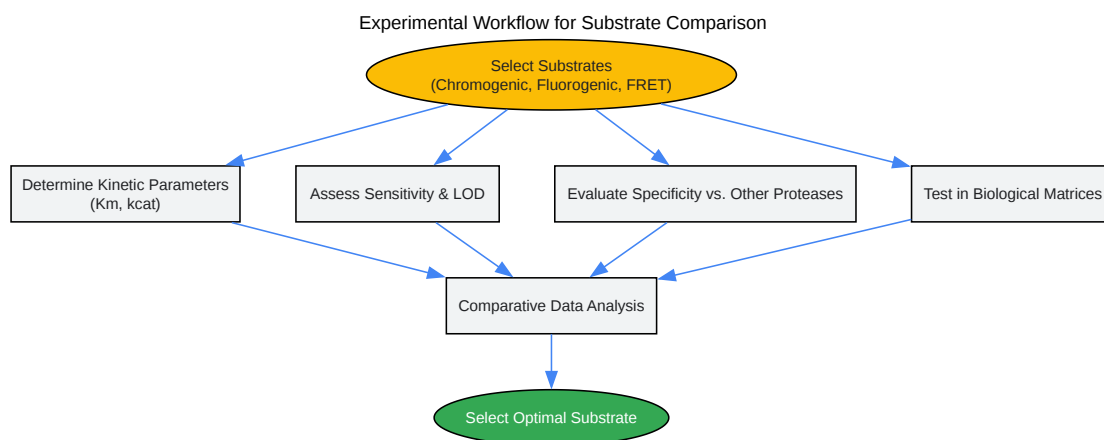 Experimental Workflow for Substrate Comparison
Select Substrates
(Chromogenic, Fluorogenic, FRET)
Determine Kinetic Parameters
(Km, kcat)
Assess Sensitivity & LOD
Evaluate Specificity vs. Other Proteases
Test in Biological Matrices
Comparative Data Analysis
Select Optimal Substrate